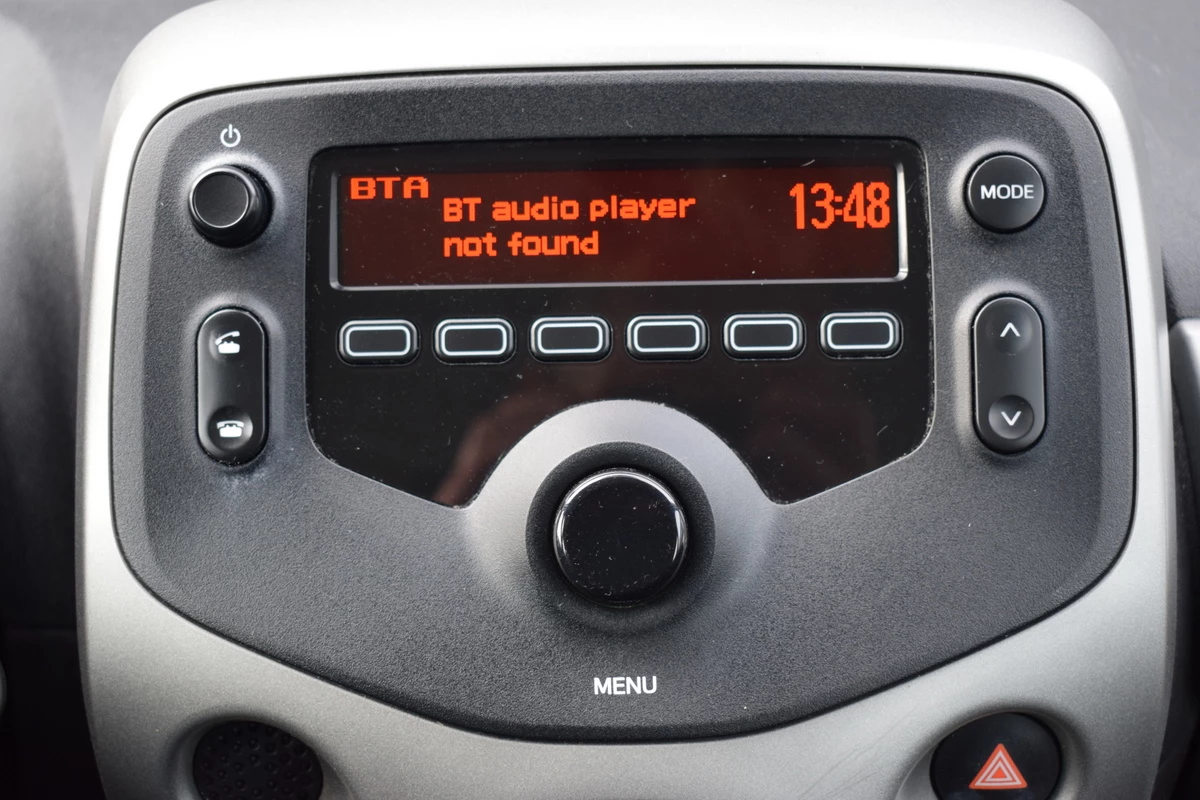 BTA
BT audio player
not found
13:48
MODE
MENU